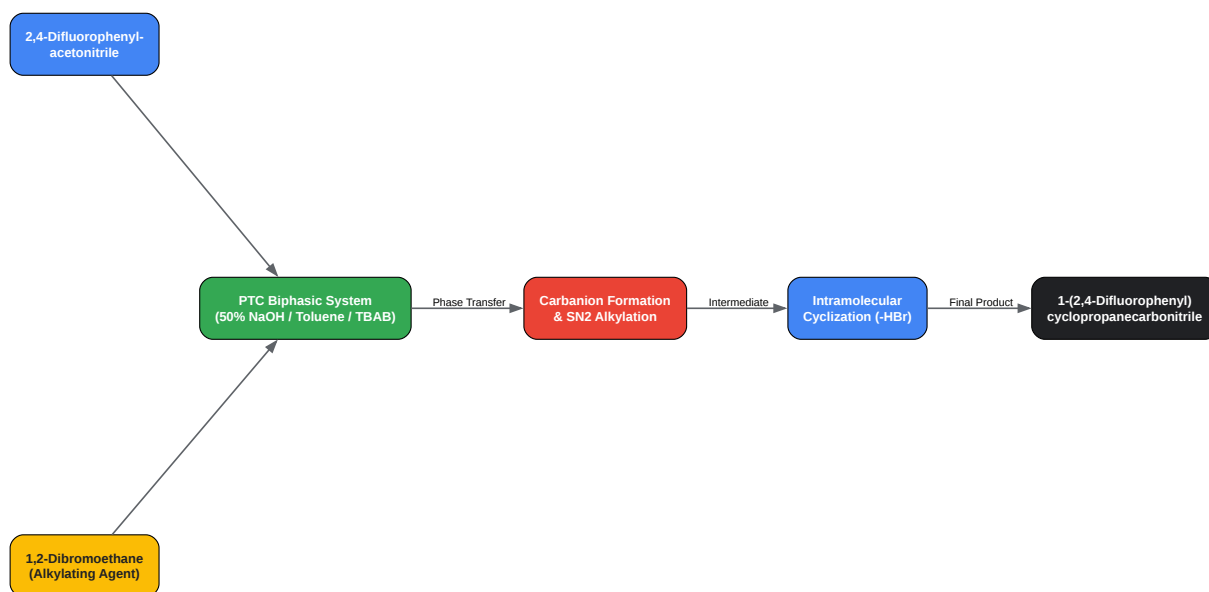 2,4-Difluorophenyl-
acetonitrile
PTC Biphasic System
(50% NaOH / Toluene / TBAB)
Phase Transfer
Carbanion Formation
& SN2 Alkylation
Intermediate
Intramolecular
Cyclization (-HBr)
Final Product
1-(2,4-Difluorophenyl)
cyclopropanecarbonitrile
1,2-Dibromoethane
(Alkylating Agent)